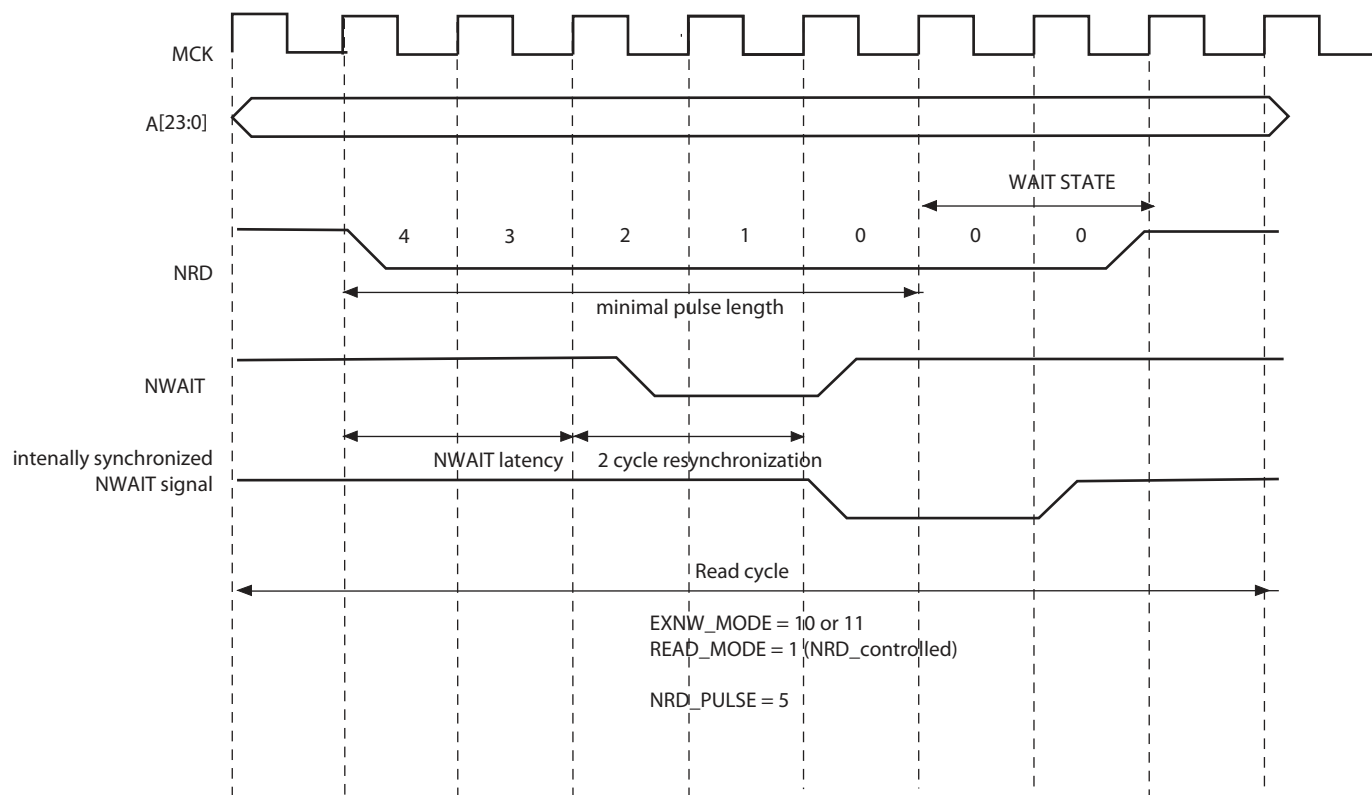 MCK
A[23:0]
WAIT STATE
4 3 2 1 0 0 0
NRD
minimal pulse length
NWAIT
NWAIT latency 2 cycle resynchronization
intenally synchronized
NWAIT signal
Read cycle
EXNW_MODE = 10 or 11
READ_MODE = 1 (NRD_controlled)
NRD_PULSE = 5